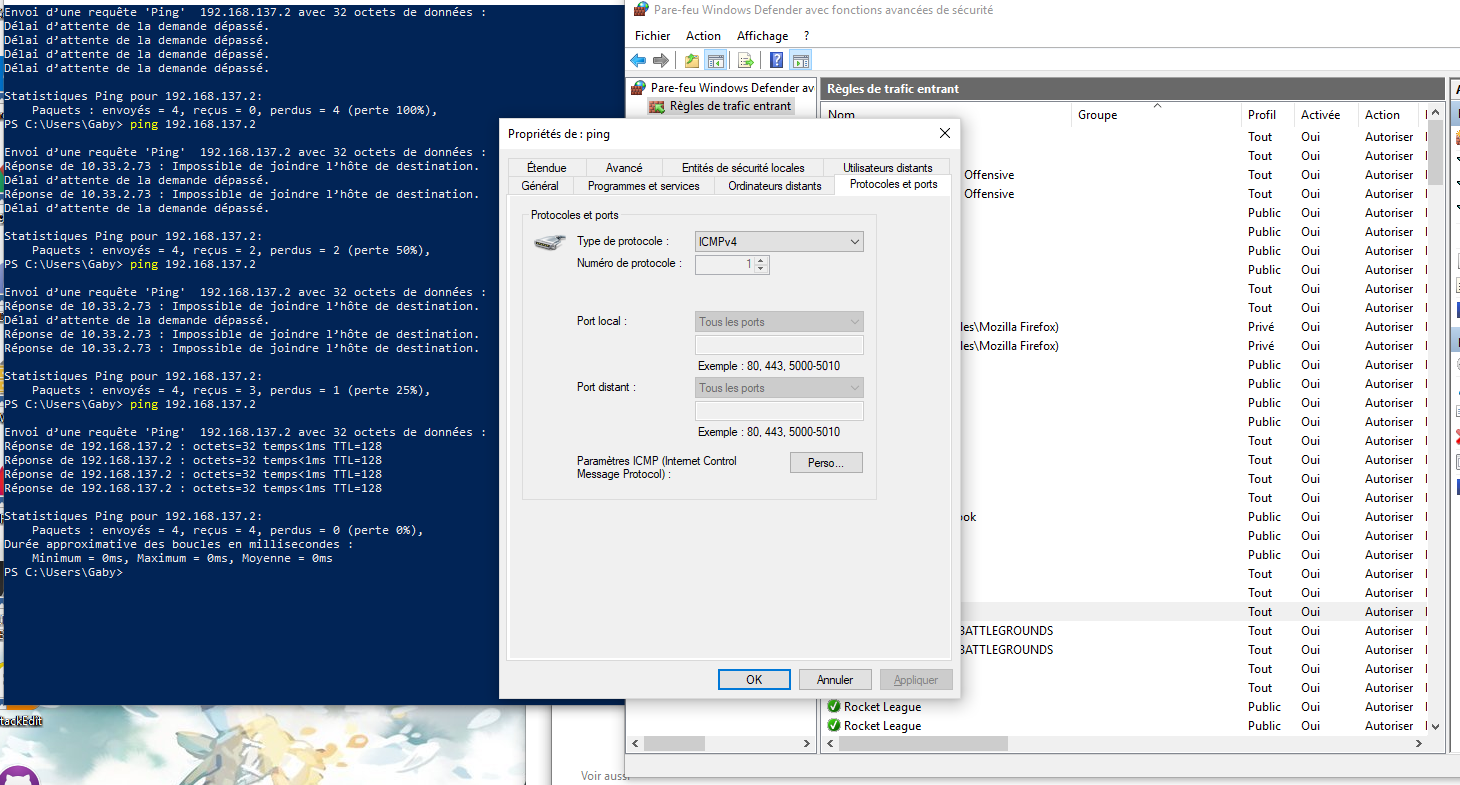 Envoi d’une requête 'Ping'  192.168.137.2 avec 32 octets de données :
Délai d’attente de la demande dépassé.
Délai d’attente de la demande dépassé.
Délai d’attente de la demande dépassé.
Délai d’attente de la demande dépassé.
Statistiques Ping pour 192.168.137.2:
Paquets : envoyés = 4, reçus = 0, perdus = 4 (perte 100%),
PS C:\Users\Gaby> ping 192.168.137.2
Envoi d’une requête 'Ping'  192.168.137.2 avec 32 octets de données :
Réponse de 10.33.2.73 : Impossible de joindre l’hôte de destination.
Délai d’attente de la demande dépassé.
Réponse de 10.33.2.73 : Impossible de joindre l’hôte de destination.
Délai d’attente de la demande dépassé.
Statistiques Ping pour 192.168.137.2:
Paquets : envoyés = 4, reçus = 2, perdus = 2 (perte 50%),
PS C:\Users\Gaby> ping 192.168.137.2
Envoi d’une requête 'Ping'  192.168.137.2 avec 32 octets de données :
Réponse de 10.33.2.73 : Impossible de joindre l’hôte de destination.
Délai d’attente de la demande dépassé.
Réponse de 10.33.2.73 : Impossible de joindre l’hôte de destination.
Réponse de 10.33.2.73 : Impossible de joindre l’hôte de destination.
Statistiques Ping pour 192.168.137.2:
Paquets : envoyés = 4, reçus = 3, perdus = 1 (perte 25%),
PS C:\Users\Gaby> ping 192.168.137.2
Envoi d’une requête 'Ping'  192.168.137.2 avec 32 octets de données :
Réponse de 192.168.137.2 : octets=32 temps<1ms TTL=128
Réponse de 192.168.137.2 : octets=32 temps<1ms TTL=128
Réponse de 192.168.137.2 : octets=32 temps<1ms TTL=128
Réponse de 192.168.137.2 : octets=32 temps<1ms TTL=128
Statistiques Ping pour 192.168.137.2:
Paquets : envoyés = 4, reçus = 4, perdus = 0 (perte 0%),
Durée approximative des boucles en millisecondes :
Minimum = 0ms, Maximum = 0ms, Moyenne = 0ms
PS C:\Users\Gaby>
tackEdit
Propriétés de : ping
Étendue Avancé Entités de sécurité locales Utilisateurs distants
Général Programmes et services Ordinateurs distants Protocoles et ports
Protocoles et ports
Type de protocole : ICMPv4
Numéro de protocole : 1
Port local : Tous les ports
Exemple : 80, 443, 5000-5010
Port distant : Tous les ports
Exemple : 80, 443, 5000-5010
Paramètres ICMP (Internet Control
Message Protocol) :
Perso...
OK Annuler Appliquer
Pare-feu Windows Defender avec fonctions avancées de sécurité
Fichier Action Affichage ?
Pare-feu Windows Defender av
Règles de trafic entrant
Règles de trafic entrant
Nom Groupe Profil Activée Action
Tout Oui Autoriser
Tout Oui Autoriser
Offensive Tout Oui Autoriser
Offensive Tout Oui Autoriser
Public Oui Autoriser
Public Oui Autoriser
Public Oui Autoriser
Public Oui Autoriser
Tout Oui Autoriser
Tout Oui Autoriser
les\Mozilla Firefox) Privé Oui Autoriser
les\Mozilla Firefox) Privé Oui Autoriser
Public Oui Autoriser
Public Oui Autoriser
Public Oui Autoriser
Public Oui Autoriser
Tout Oui Autoriser
Tout Oui Autoriser
Tout Oui Autoriser
Tout Oui Autoriser
ook Public Oui Autoriser
Public Oui Autoriser
Public Oui Autoriser
Tout Oui Autoriser
Tout Oui Autoriser
Tout Oui Autoriser
BATTLEGROUNDS Tout Oui Autoriser
BATTLEGROUNDS Tout Oui Autoriser
Tout Oui Autoriser
Tout Oui Autoriser
Rocket League Public Oui Autoriser
Rocket League Public Oui Autoriser
Voir aussi